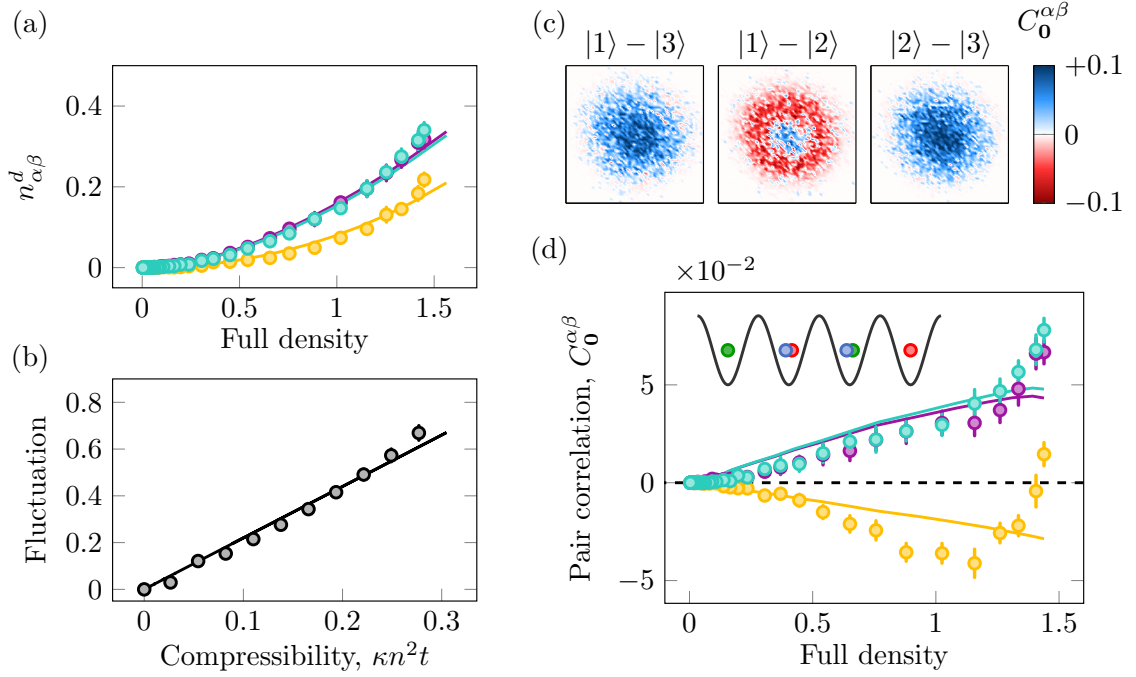 (a)
0.4
0.2
0
n^d_{αβ}
0 0.5 1 1.5
Full density
(b)
0.8
0.6
0.4
0.2
0
Fluctuation
0 0.1 0.2 0.3
Compressibility, κn²t
(c)
C_0^{αβ}
|1⟩ − |3⟩ |1⟩ − |2⟩ |2⟩ − |3⟩
+0.1
0
−0.1
(d)
×10⁻²
5
0
−5
Pair correlation, C_0^{αβ}
0 0.5 1 1.5
Full density